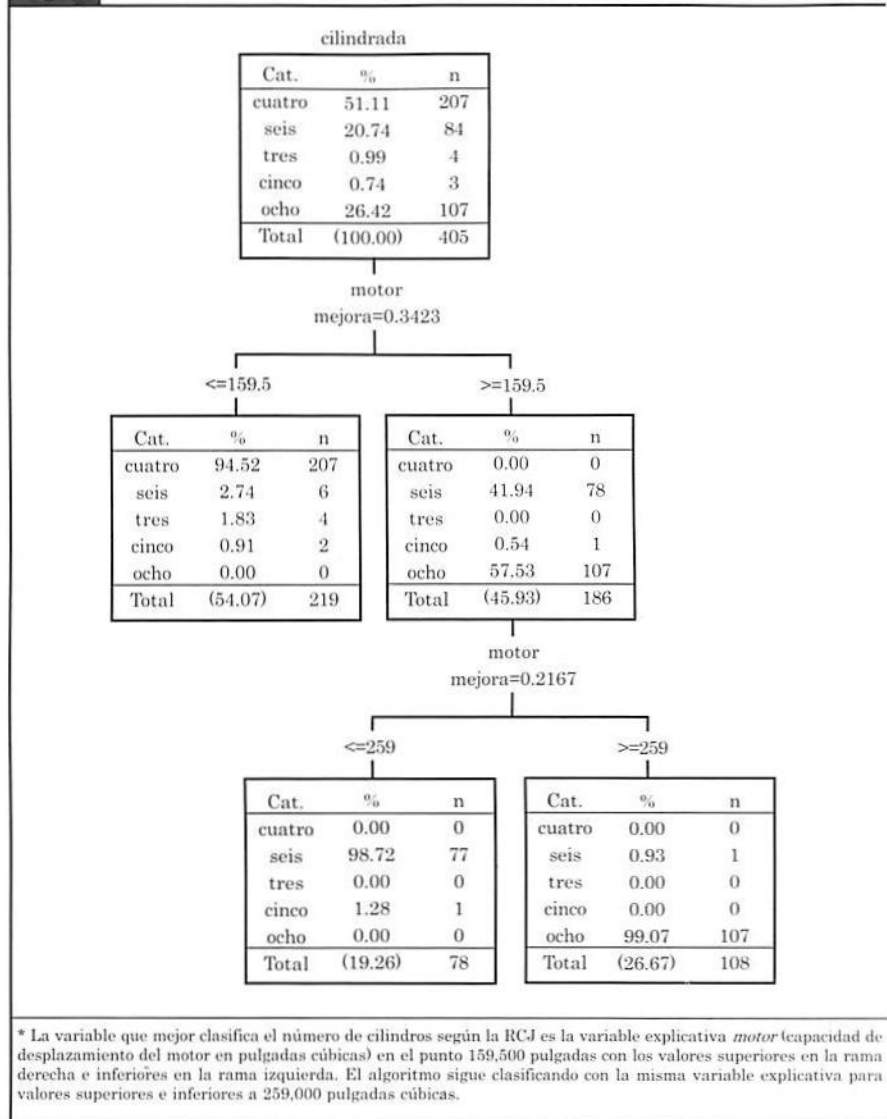 cilindrada
Cat. % n
cuatro 51.11 207
seis 20.74 84
tres 0.99 4
cinco 0.74 3
ocho 26.42 107
Total (100.00) 405
motor
mejora=0.3423
<=159.5 >=159.5
Cat. % n Cat. % n
cuatro 94.52 207 cuatro 0.00 0
seis 2.74 6 seis 41.94 78
tres 1.83 4 tres 0.00 0
cinco 0.91 2 cinco 0.54 1
ocho 0.00 0 ocho 57.53 107
Total (54.07) 219 Total (45.93) 186
motor
mejora=0.2167
<=259 >=259
Cat. % n Cat. % n
cuatro 0.00 0 cuatro 0.00 0
seis 98.72 77 seis 0.93 1
tres 0.00 0 tres 0.00 0
cinco 1.28 1 cinco 0.00 0
ocho 0.00 0 ocho 99.07 107
Total (19.26) 78 Total (26.67) 108
* La variable que mejor clasifica el número de cilindros según la RCJ es la variable explicativa motor (capacidad de
desplazamiento del motor en pulgadas cúbicas) en el punto 159,500 pulgadas con los valores superiores en la rama
derecha e inferiores en la rama izquierda. El algoritmo sigue clasificando con la misma variable explicativa para
valores superiores e inferiores a 259,000 pulgadas cúbicas.